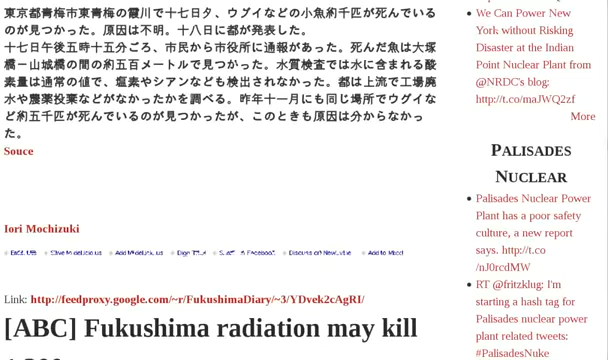 東京都青梅市東青梅の霞川で十七日夕、ウグイなどの小魚約千匹が死んでいる
のが見つかった。原因は不明。十八日に都が発表した。
十七日午後五時十五分ごろ、市民から市役所に通報があった。死んだ魚は大塚
橋－山城橋の間の約五百メートルで見つかった。水質検査では水に含まれる酸
素量は通常の値で、塩素やシアンなども検出されなかった。都は上流で工場廃
水や農薬投棄などがなかったかを調べる。昨年十一月にも同じ場所でウグイな
ど約五千匹が死んでいるのが見つかったが、このときも原因は分からなかっ
た。
Souce
Iori Mochizuki
Link: http://feedproxy.google.com/~r/FukushimaDiary/~3/YDvek2cAgRI/
[ABC] Fukushima radiation may kill
We Can Power New
York without Risking
Disaster at the Indian
Point Nuclear Plant from
@NRDC's blog:
http://t.co/maJWQ2zf
More
PALISADES
NUCLEAR
Palisades Nuclear Power
Plant has a poor safety
culture, a new report
says. http://t.co
/nJ0rcdMW
RT @fritzklug: I'm
starting a hash tag for
Palisades nuclear power
plant related tweets:
#PalisadesNuke